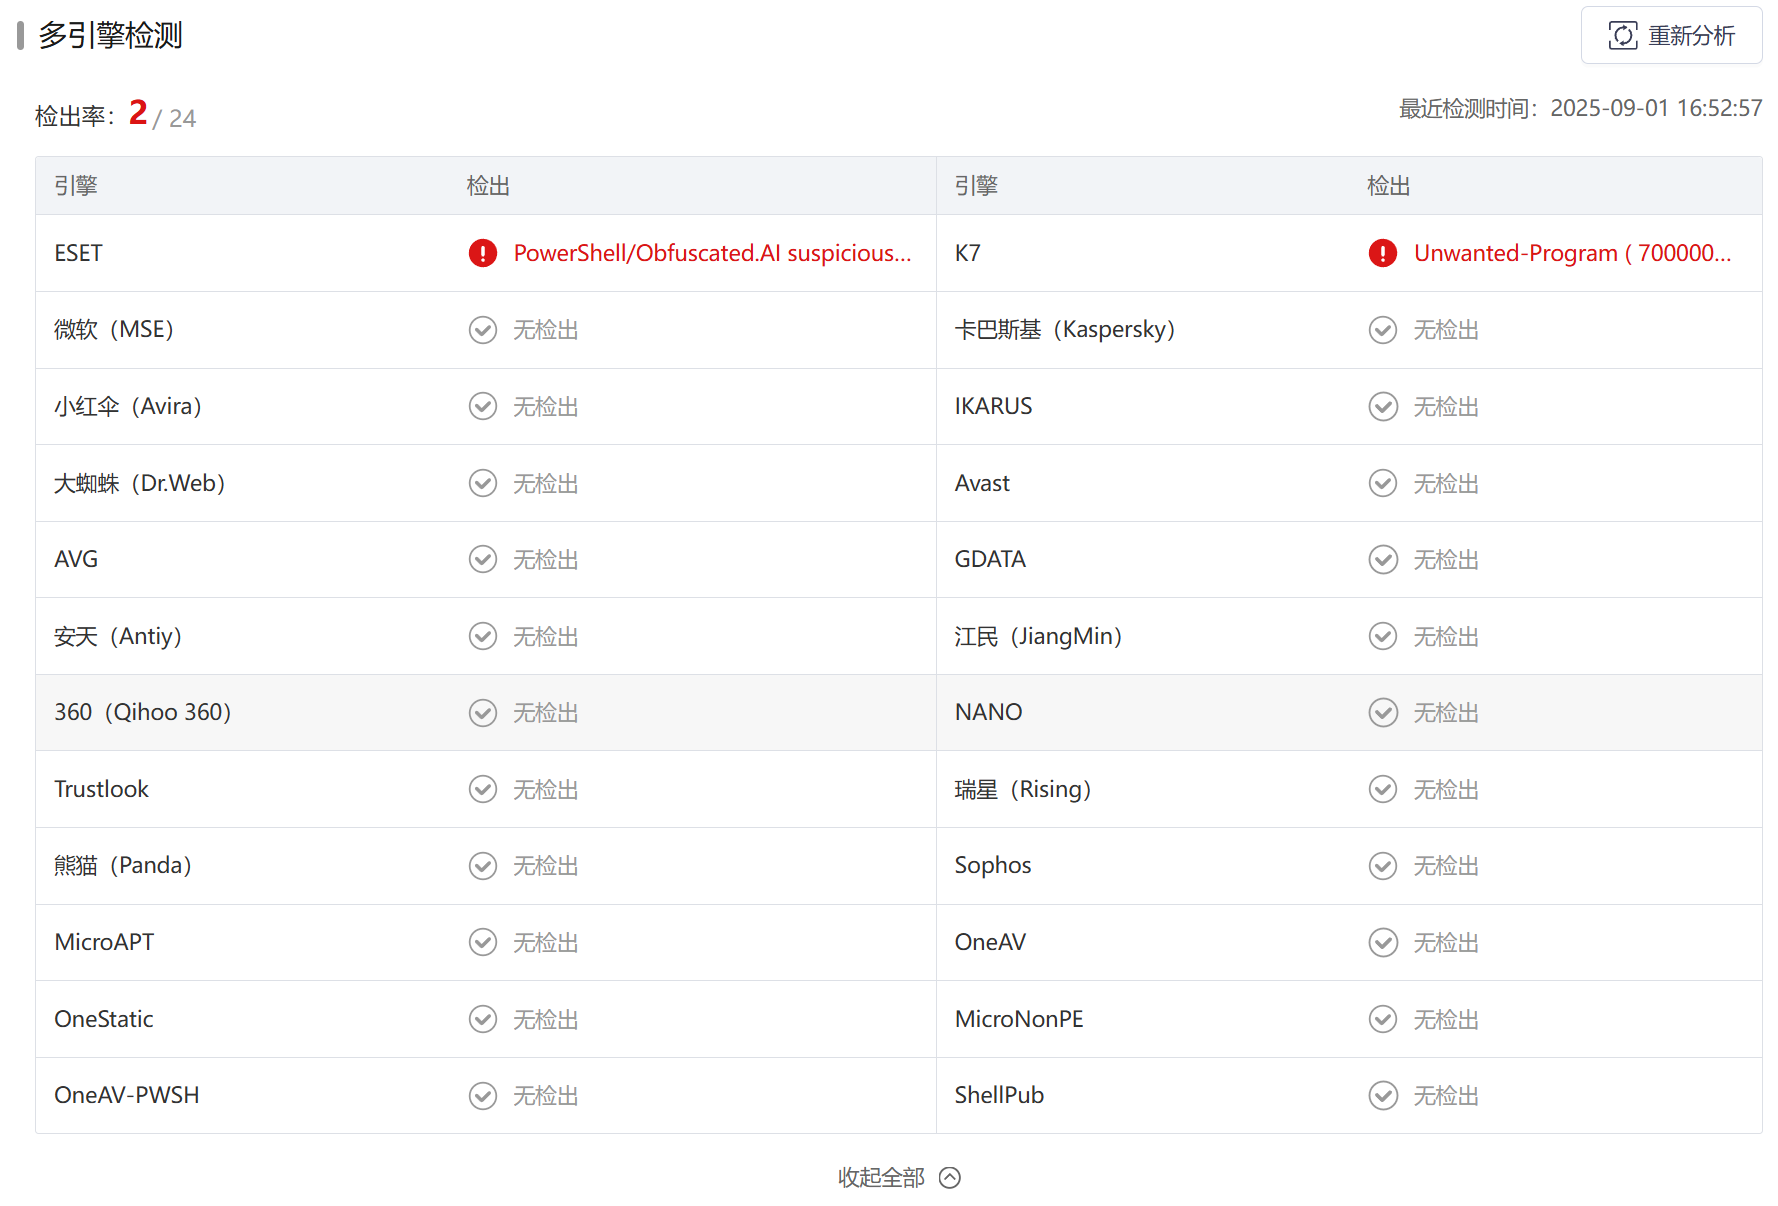 多引擎检测
重新分析
检出率：2 / 24
最近检测时间：2025-09-01 16:52:57
引擎 检出 引擎 检出
ESET PowerShell/Obfuscated.AI suspicious... K7 Unwanted-Program ( 700000...
微软（MSE） 无检出 卡巴斯基（Kaspersky） 无检出
小红伞（Avira） 无检出 IKARUS 无检出
大蜘蛛（Dr.Web） 无检出 Avast 无检出
AVG 无检出 GDATA 无检出
安天（Antiy） 无检出 江民（JiangMin） 无检出
360（Qihoo 360） 无检出 NANO 无检出
Trustlook 无检出 瑞星（Rising） 无检出
熊猫（Panda） 无检出 Sophos 无检出
MicroAPT 无检出 OneAV 无检出
OneStatic 无检出 MicroNonPE 无检出
OneAV-PWSH 无检出 ShellPub 无检出
收起全部